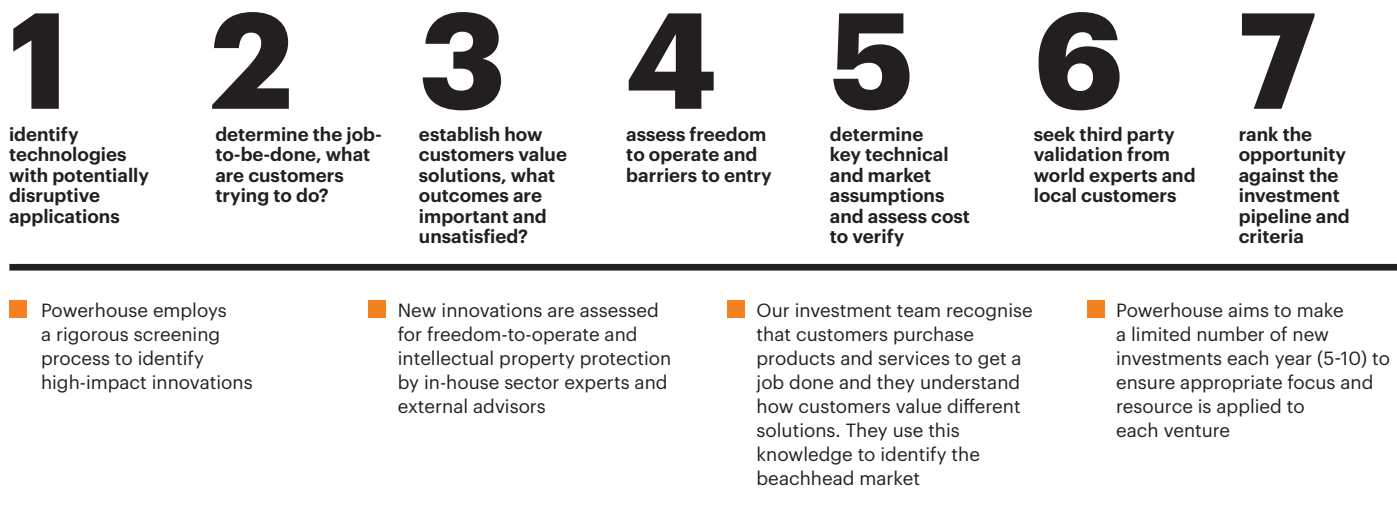 1
identify
technologies
with potentially
disruptive
applications
2
determine the job-
to-be-done, what
are customers
trying to do?
3
establish how
customers value
solutions, what
outcomes are
important and
unsatisfied?
4
assess freedom
to operate and
barriers to entry
5
determine
key technical
and market
assumptions
and assess cost
to verify
6
seek third party
validation from
world experts and
local customers
7
rank the
opportunity
against the
investment
pipeline and
criteria
Powerhouse employs
a rigorous screening
process to identify
high-impact innovations
New innovations are assessed
for freedom-to-operate and
intellectual property protection
by in-house sector experts and
external advisors
Our investment team recognise
that customers purchase
products and services to get a
job done and they understand
how customers value different
solutions. They use this
knowledge to identify the
beachhead market
Powerhouse aims to make
a limited number of new
investments each year (5-10) to
ensure appropriate focus and
resource is applied to
each venture